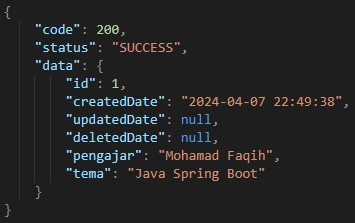 {
"code": 200,
"status": "SUCCESS",
"data": {
"id": 1,
"createdDate": "2024-04-07 22:49:38",
"updatedDate": null,
"deletedDate": null,
"pengajar": "Mohamad Faqih",
"tema": "Java Spring Boot"
}
}